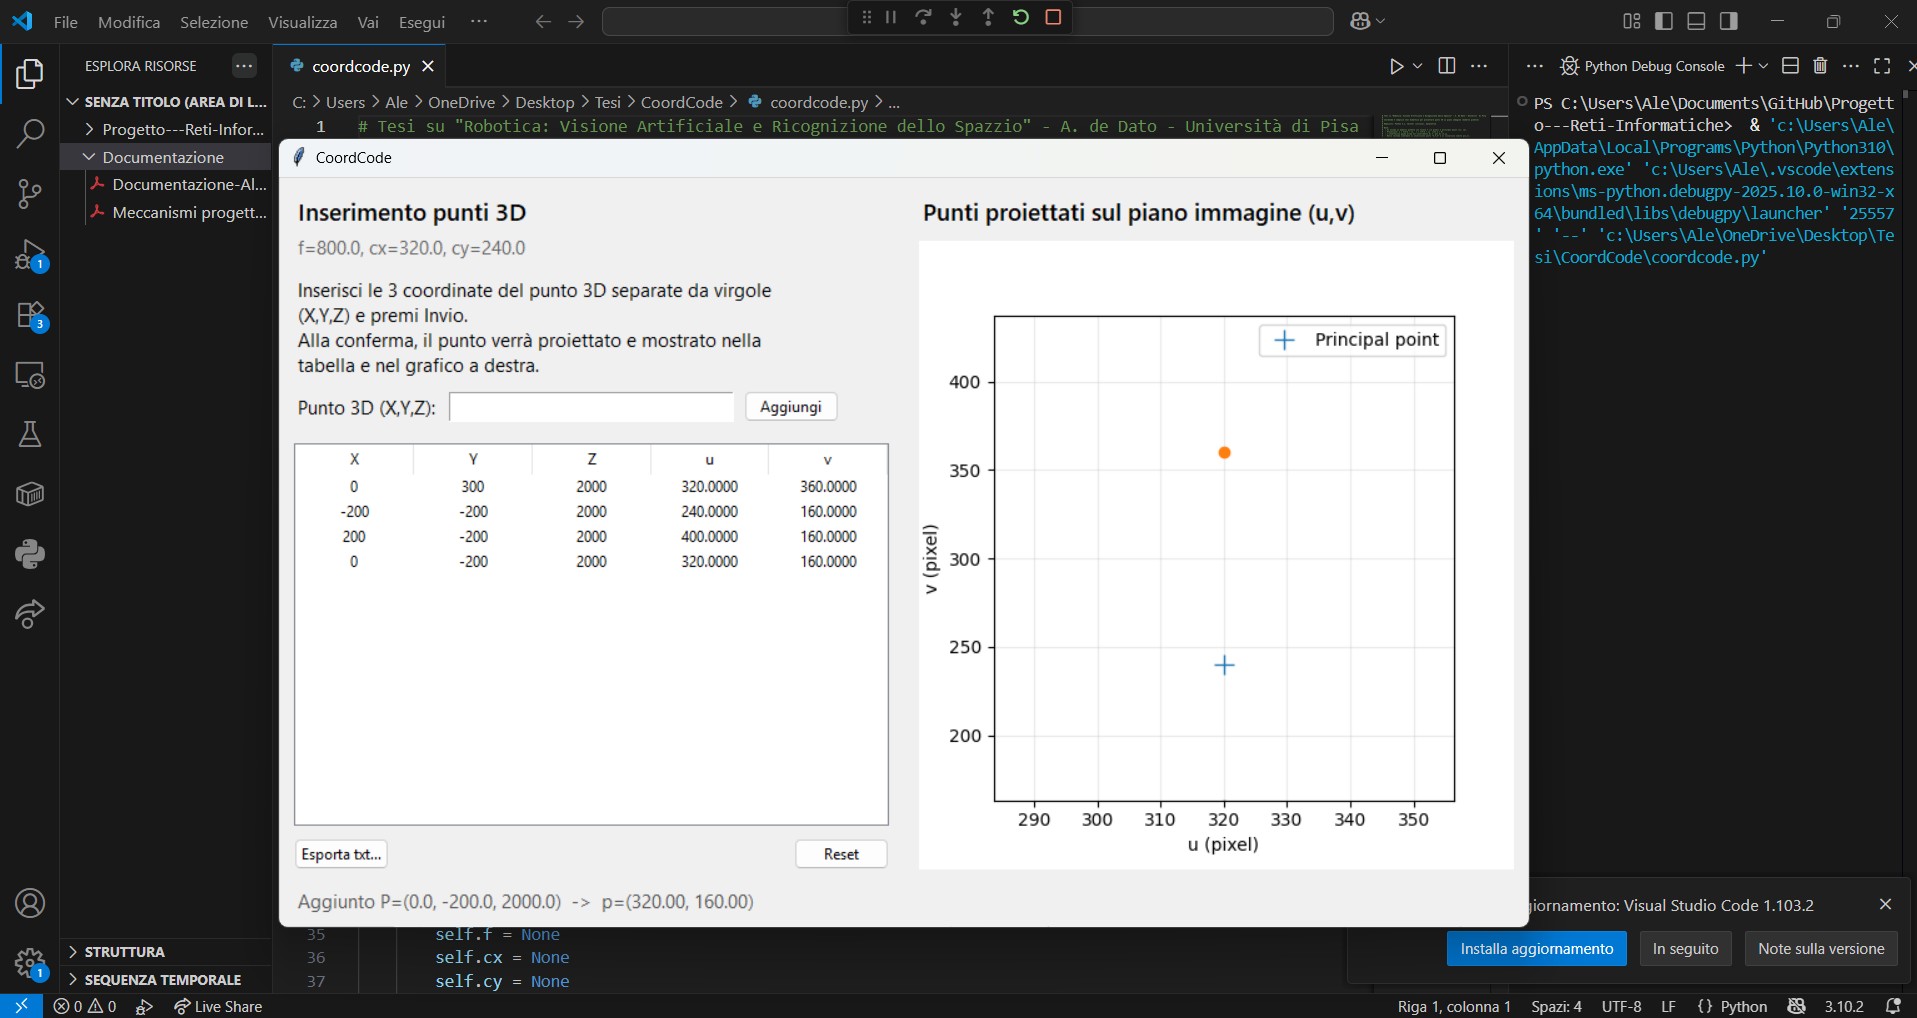 File Modifica Selezione Visualizza Vai Esegui ···
ESPLORA RISORSE
SENZA TITOLO (AREA DI L...
Progetto---Reti-Infor...
Documentazione
Documentazione-Al...
Meccanismi progett...
STRUTTURA
SEQUENZA TEMPORALE
coordcode.py
C: > Users > Ale > OneDrive > Desktop > Tesi > CoordCode > coordcode.py > ...
1 # Tesi su "Robotica: Visione Artificiale e Ricognizione dello Spazzio" - A. de Dato - Università di Pisa
CoordCode
Inserimento punti 3D
f=800.0, cx=320.0, cy=240.0
Inserisci le 3 coordinate del punto 3D separate da virgole
(X,Y,Z) e premi Invio.
Alla conferma, il punto verrà proiettato e mostrato nella
tabella e nel grafico a destra.
Punto 3D (X,Y,Z): Aggiungi
X Y Z u v
0 300 2000 320.0000 360.0000
-200 -200 2000 240.0000 160.0000
200 -200 2000 400.0000 160.0000
0 -200 2000 320.0000 160.0000
Esporta txt... Reset
Aggiunto P=(0.0, -200.0, 2000.0) -> p=(320.00, 160.00)
Punti proiettati sul piano immagine (u,v)
Principal point
400
350
300
250
200
v (pixel)
290 300 310 320 330 340 350
u (pixel)
35 self.f = None
36 self.cx = None
37 self.cy = None
Python Debug Console
PS C:\Users\Ale\Documents\GitHub\Progett
o---Reti-Informatiche> & 'c:\Users\Ale\
AppData\Local\Programs\Python\Python310\
python.exe' 'c:\Users\Ale\.vscode\extens
ions\ms-python.debugpy-2025.10.0-win32-x
64\bundled\libs\debugpy\launcher' '25557
' '--' 'c:\Users\Ale\OneDrive\Desktop\Te
si\CoordCode\coordcode.py'
giornamento: Visual Studio Code 1.103.2
Installa aggiornamento In seguito Note sulla versione
1
3
1
0 0 Live Share
Riga 1, colonna 1 Spazi: 4 UTF-8 LF {} Python 3.10.2